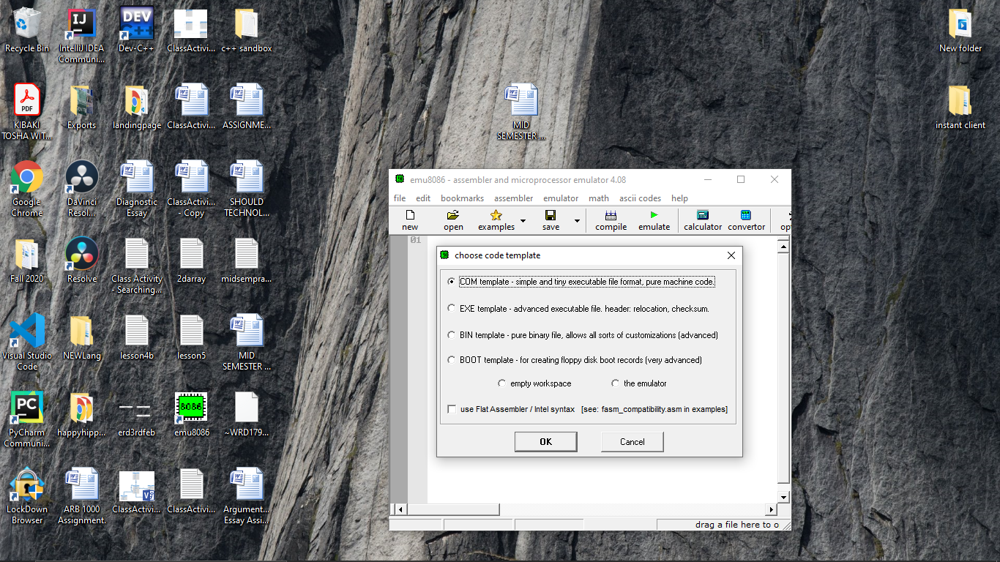 Recycle Bin
IJ
IntelliJ IDEA
Communi...
DEV
C++
Dev-C++
ClassActivi...
c++ sandbox
New folder
PDF
KIBAKI
TOSHA WIT...
Exports
landingpage
ClassActivi...
ASSIGNME...
MID
SEMESTER ...
instant client
Google
Chrome
DaVinci
Resol...
Diagnostic
Essay
ClassActivi...
- Copy
SHOULD
TECHNOL...
Fall 2020
Resolve
Class Activity
- Searching...
2darray
midsempra...
Visual Studio
Code
NEWLang
lesson4b
lesson5
MID
SEMESTER ...
PC
PyCharm
Communi...
happyhipp...
erd3rdfeb
8086
emu8086
~WRD179...
LockDown
Browser
ARB 1000
Assignment.
ClassActivi...
ClassActivi...
Argument...
Essay Assi...
emu8086 - assembler and microprocessor emulator 4.08
file edit bookmarks assembler emulator math ascii codes help
new open examples save compile emulate calculator convertor opt
01
choose code template
COM template - simple and tiny executable file format, pure machine code.
EXE template - advanced executable file. header: relocation, checksum.
BIN template - pure binary file, allows all sorts of customizations (advanced)
BOOT template - for creating floppy disk boot records (very advanced)
empty workspace the emulator
use Flat Assembler / Intel syntax [see: fasm_compatibility.asm in examples]
OK Cancel
drag a file here to o